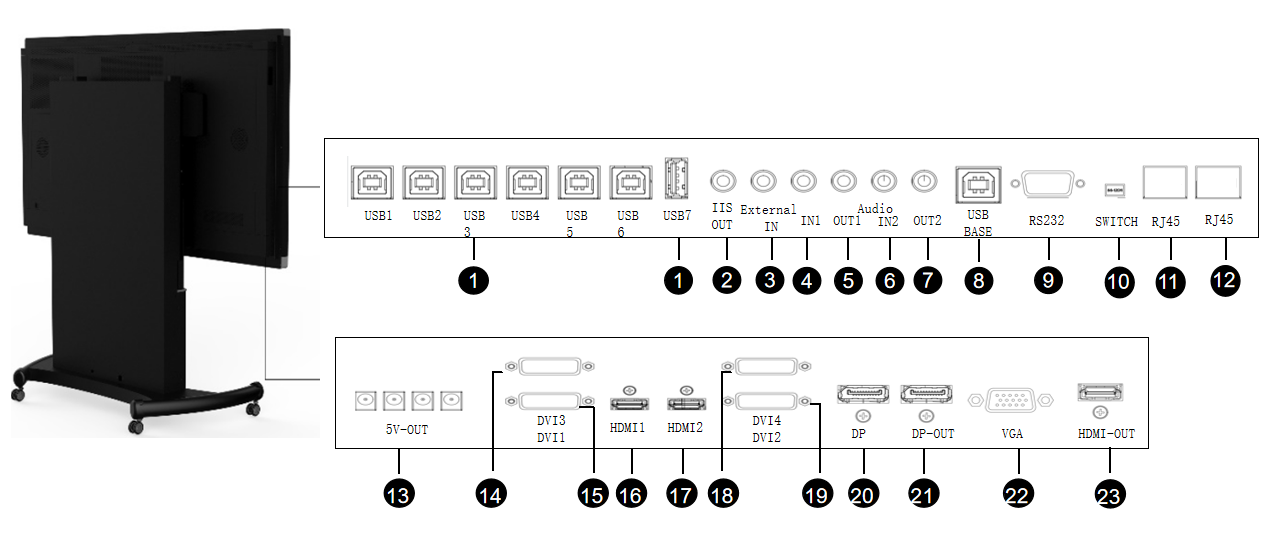 USB1 USB2 USB USB4 USB USB USB7 IIS External IN1 OUT1 Audio IN2 OUT2 USB RS232 SWITCH RJ45 RJ45
3 5 6 OUT IN BASE
1 1 2 3 4 5 6 7 8 9 10 11 12
5V-OUT DVI3 HDMI1 HDMI2 DVI4 DP DP-OUT VGA HDMI-OUT
DVI1 DVI2
13 14 15 16 17 18 19 20 21 22 23